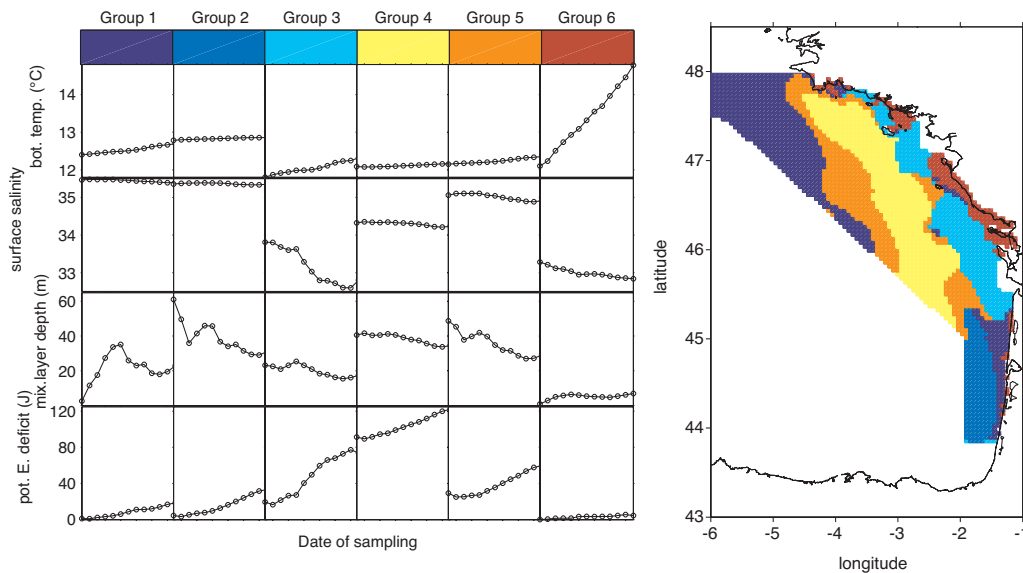 Group 1 Group 2 Group 3 Group 4 Group 5 Group 6
bot. temp. (°C)
14
13
12
surface salinity
35
34
33
mix.layer depth (m)
60
40
20
pot. E. deficit (J)
120
80
40
0
Date of sampling
latitude
48
47
46
45
44
43
-6 -5 -4 -3 -2 -1
longitude